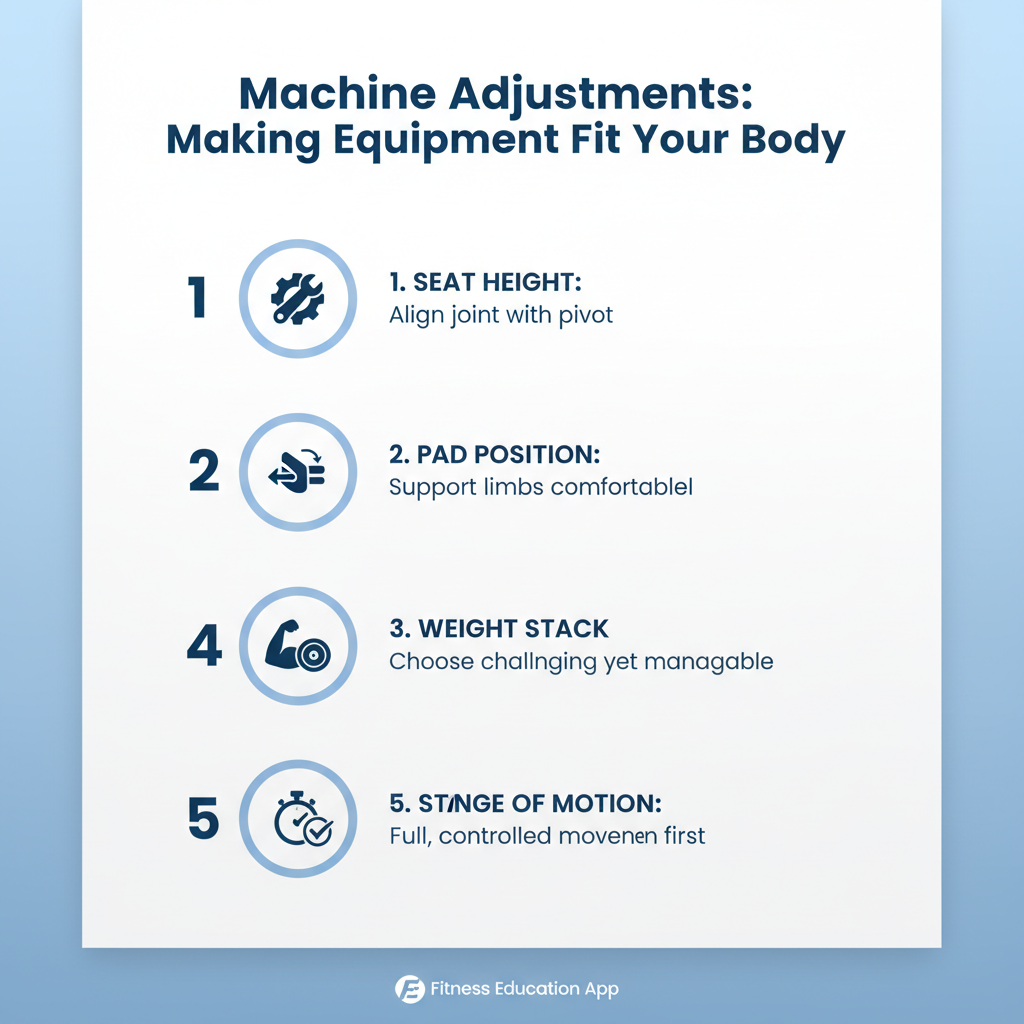 Machine Adjustments:
Making Equipment Fit Your Body
1
1. SEAT HEIGHT:
Align joint with pivot
2
2. PAD POSITION:
Support limbs comfortablel
4
3. WEIGHT STACK
Choose challnging yet managable
5
5. STINGE OF MOTION:
Full, controlled movenen first
Fitness Education App